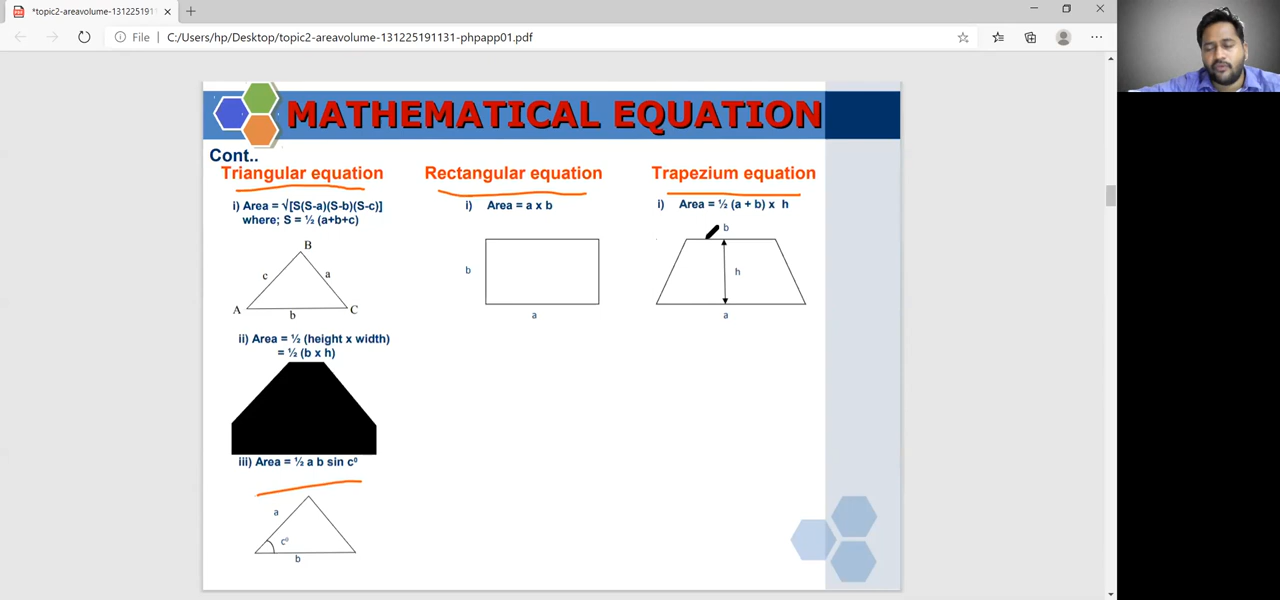 *topic2-areavolume-131225191131
File
C:/Users/hp/Desktop/topic2-areavolume-131225191131-phpapp01.pdf
MATHEMATICAL EQUATION
Cont..
Triangular equation
i) Area = √[S(S-a)(S-b)(S-c)]
where; S = ½ (a+b+c)
B
c
a
A
b
C
ii) Area = ½ (height x width)
= ½ (b x h)
iii) Area = ½ a b sin c⁰
a
c⁰
b
Rectangular equation
i) Area = a x b
b
a
Trapezium equation
i) Area = ½ (a + b) x h
b
h
a